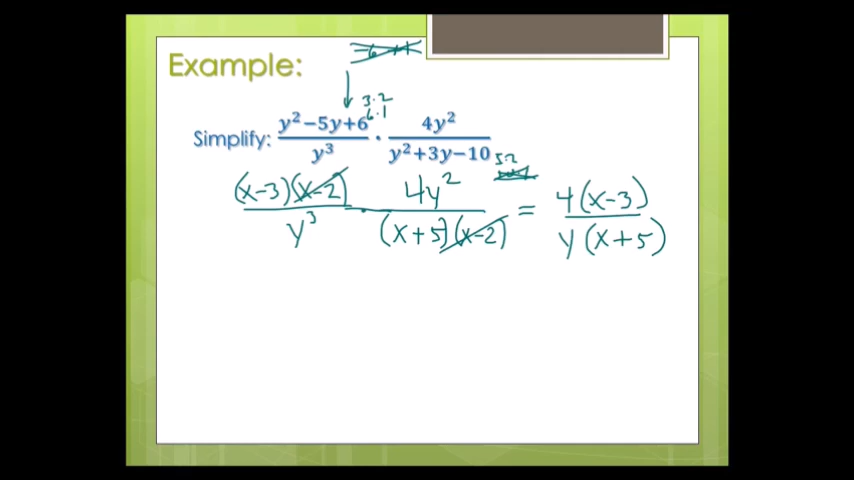 Example:
3·2
6·1
Simplify: (y²−5y+6)/y³ · 4y²/(y²+3y−10)
5·2
(x-3)(x-2)/y³ · 4y²/((x+5)(x-2)) = 4(x-3)/(y(x+5))